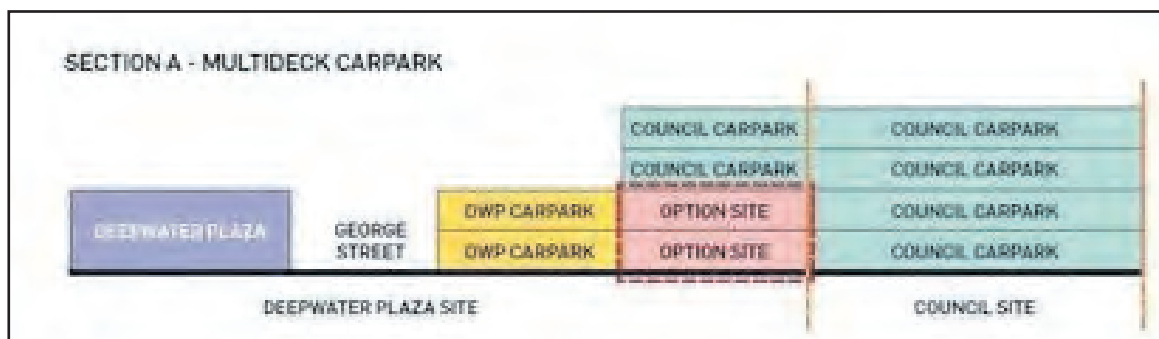 SECTION A - MULTIDECK CARPARK
COUNCIL CARPARK COUNCIL CARPARK
COUNCIL CARPARK COUNCIL CARPARK
DEEPWATER PLAZA
GEORGE
STREET
DWP CARPARK OPTION SITE COUNCIL CARPARK
DWP CARPARK OPTION SITE COUNCIL CARPARK
DEEPWATER PLAZA SITE COUNCIL SITE